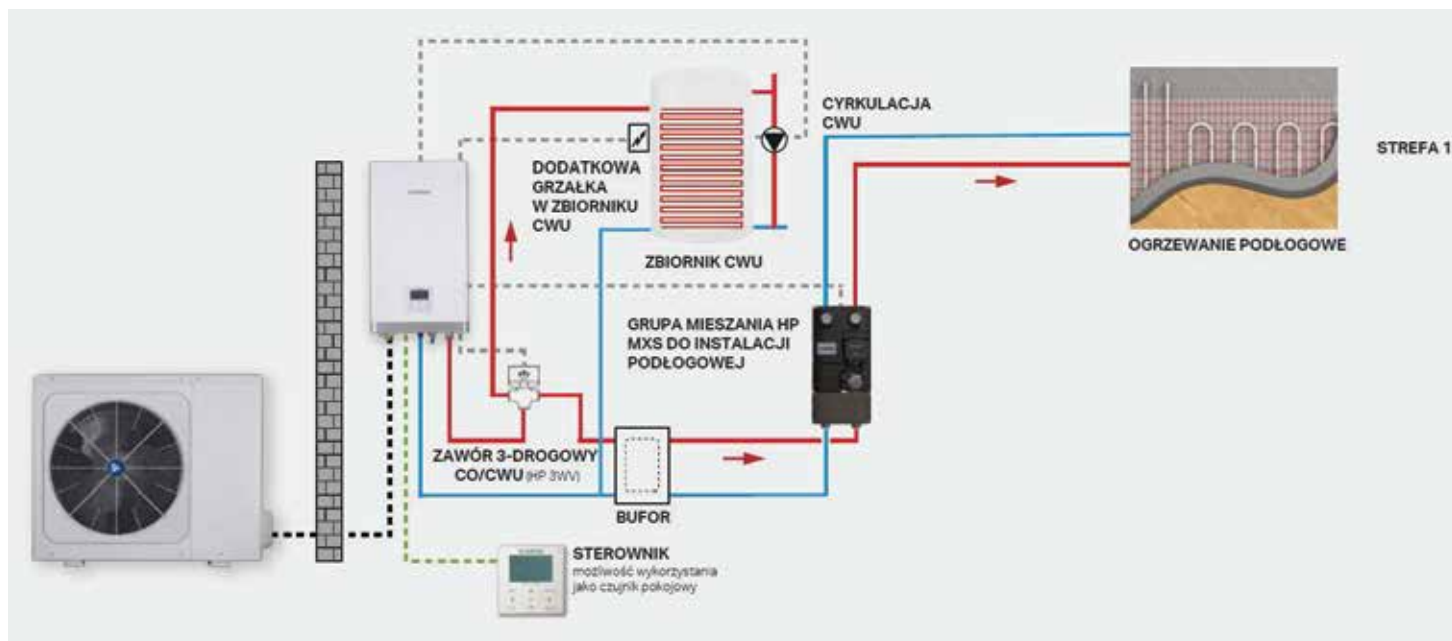 CYRKULACJA
CWU
STREFA 1
DODATKOWA
GRZAŁKA
W ZBIORNIKU
CWU
ZBIORNIK CWU
OGRZEWANIE PODŁOGOWE
GRUPA MIESZANIA HP
MXS DO INSTALACJI
PODŁOGOWEJ
ZAWÓR 3-DROGOWY
CO/CWU (HP 3WV)
BUFOR
STEROWNIK
możliwość wykorzystania
jako czujnik pokojowy